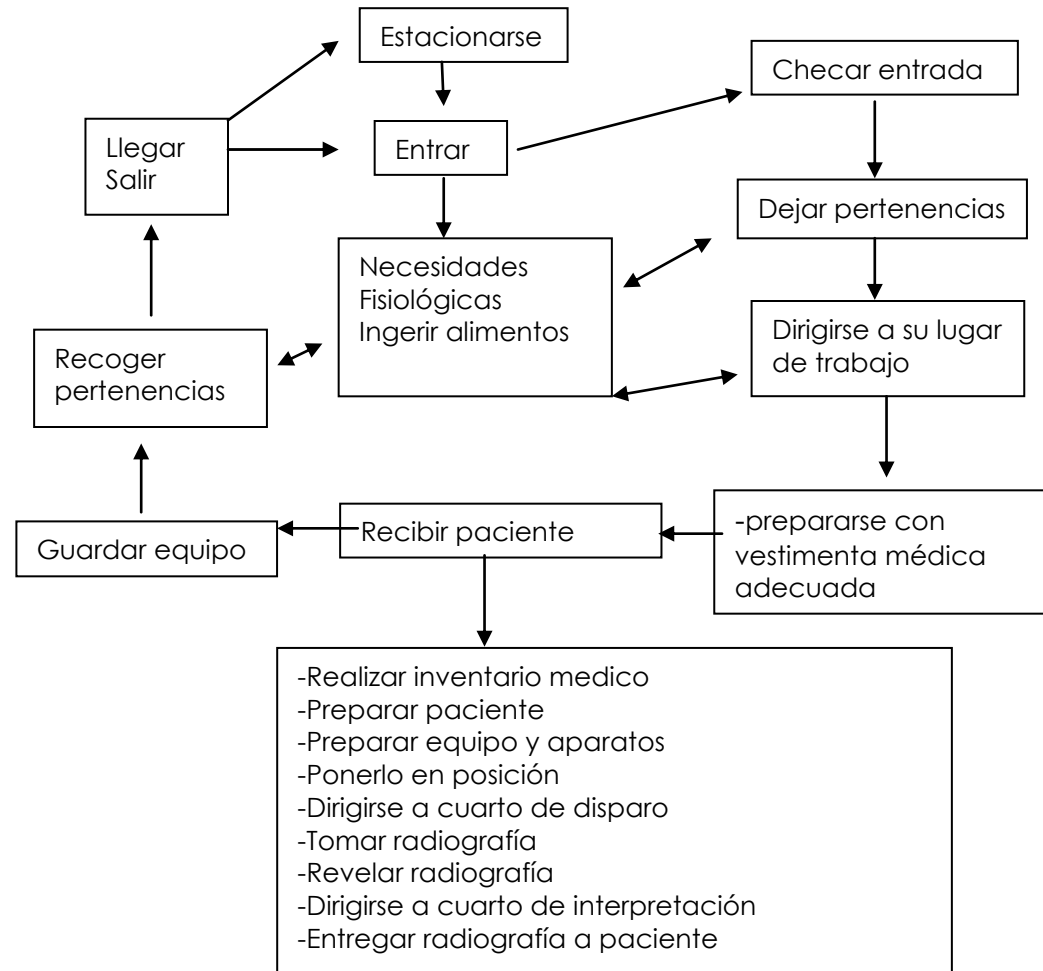 Estacionarse
Checar entrada
Llegar
Salir
Entrar
Dejar pertenencias
Necesidades
Fisiológicas
Ingerir alimentos
Dirigirse a su lugar
de trabajo
Recoger
pertenencias
-prepararse con
vestimenta médica
adecuada
Recibir paciente
Guardar equipo
-Realizar inventario medico
-Preparar paciente
-Preparar equipo y aparatos
-Ponerlo en posición
-Dirigirse a cuarto de disparo
-Tomar radiografía
-Revelar radiografía
-Dirigirse a cuarto de interpretación
-Entregar radiografía a paciente